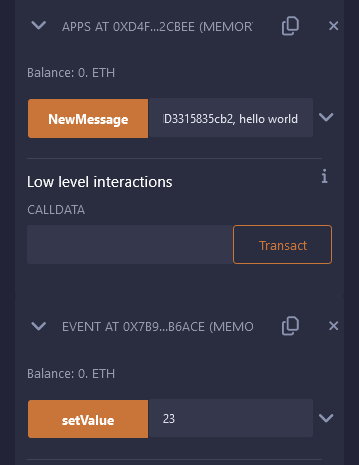 APPS AT 0XD4F...2CBEE (MEMOR
Balance: 0. ETH
NewMessage
D3315835cb2, hello world
Low level interactions
i
CALLDATA
Transact
EVENT AT 0X7B9...B6ACE (MEMO
Balance: 0. ETH
setValue
23